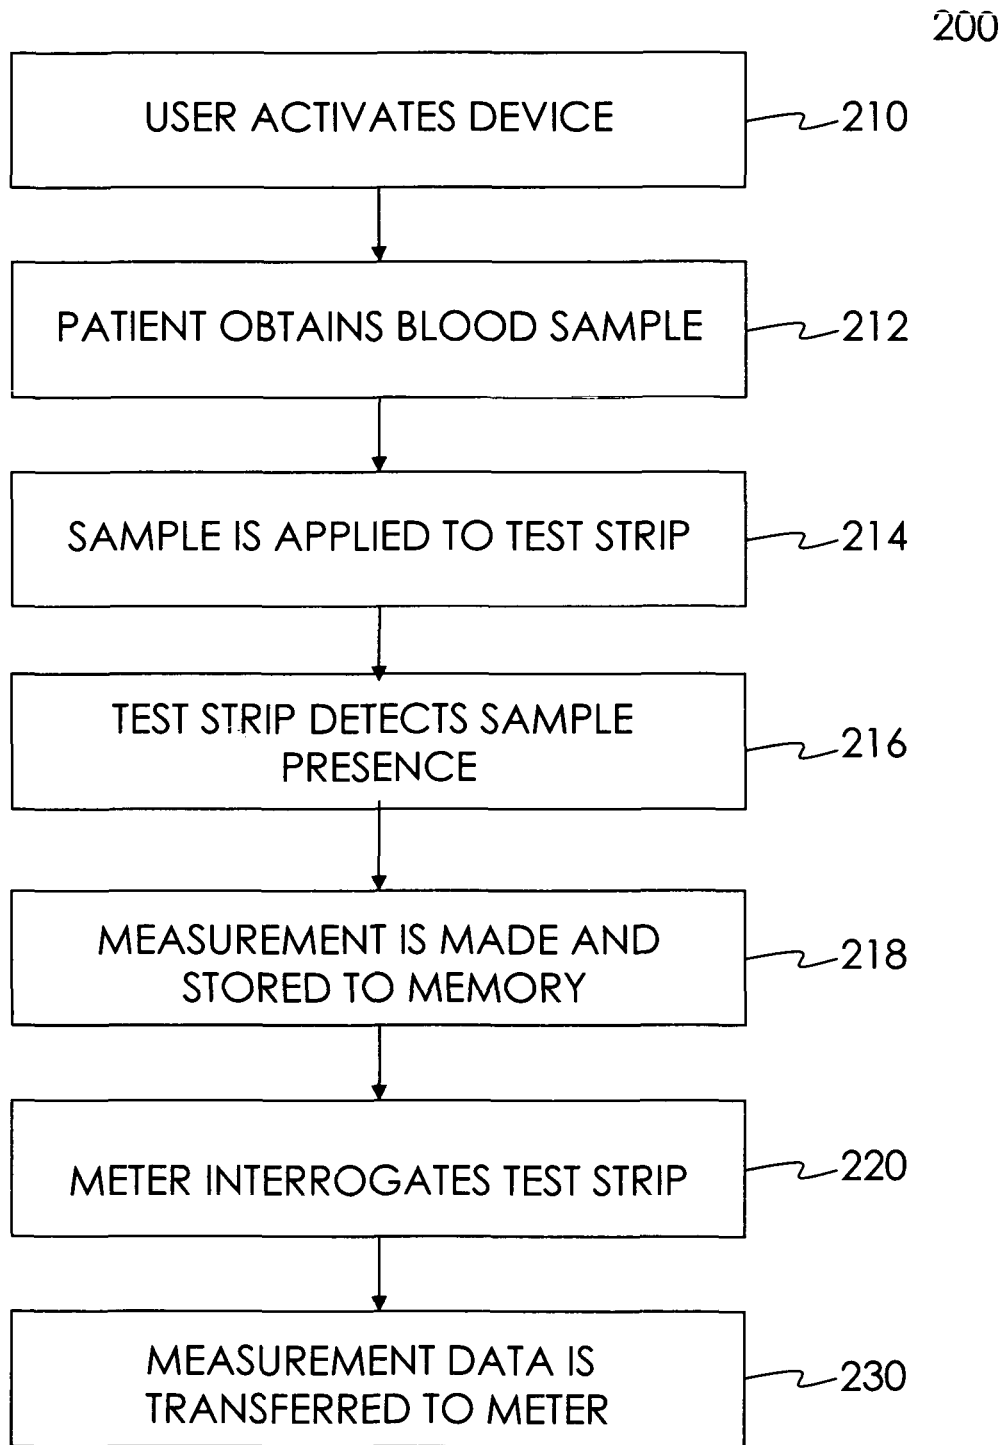 200
USER ACTIVATES DEVICE
210
PATIENT OBTAINS BLOOD SAMPLE
212
SAMPLE IS APPLIED TO TEST STRIP
214
TEST STRIP DETECTS SAMPLE
PRESENCE
216
MEASUREMENT IS MADE AND
STORED TO MEMORY
218
METER INTERROGATES TEST STRIP
220
MEASUREMENT DATA IS
TRANSFERRED TO METER
230